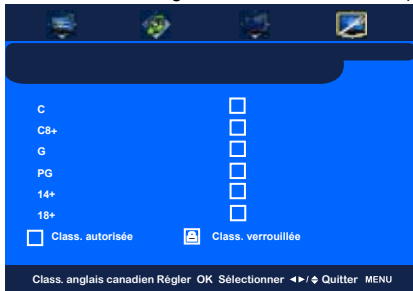 C
C8+
G
PG
14+
18+
Class. autorisée Class. verrouillée
Class. anglais canadien Régler OK Sélectionner ◄►/♦ Quitter MENU